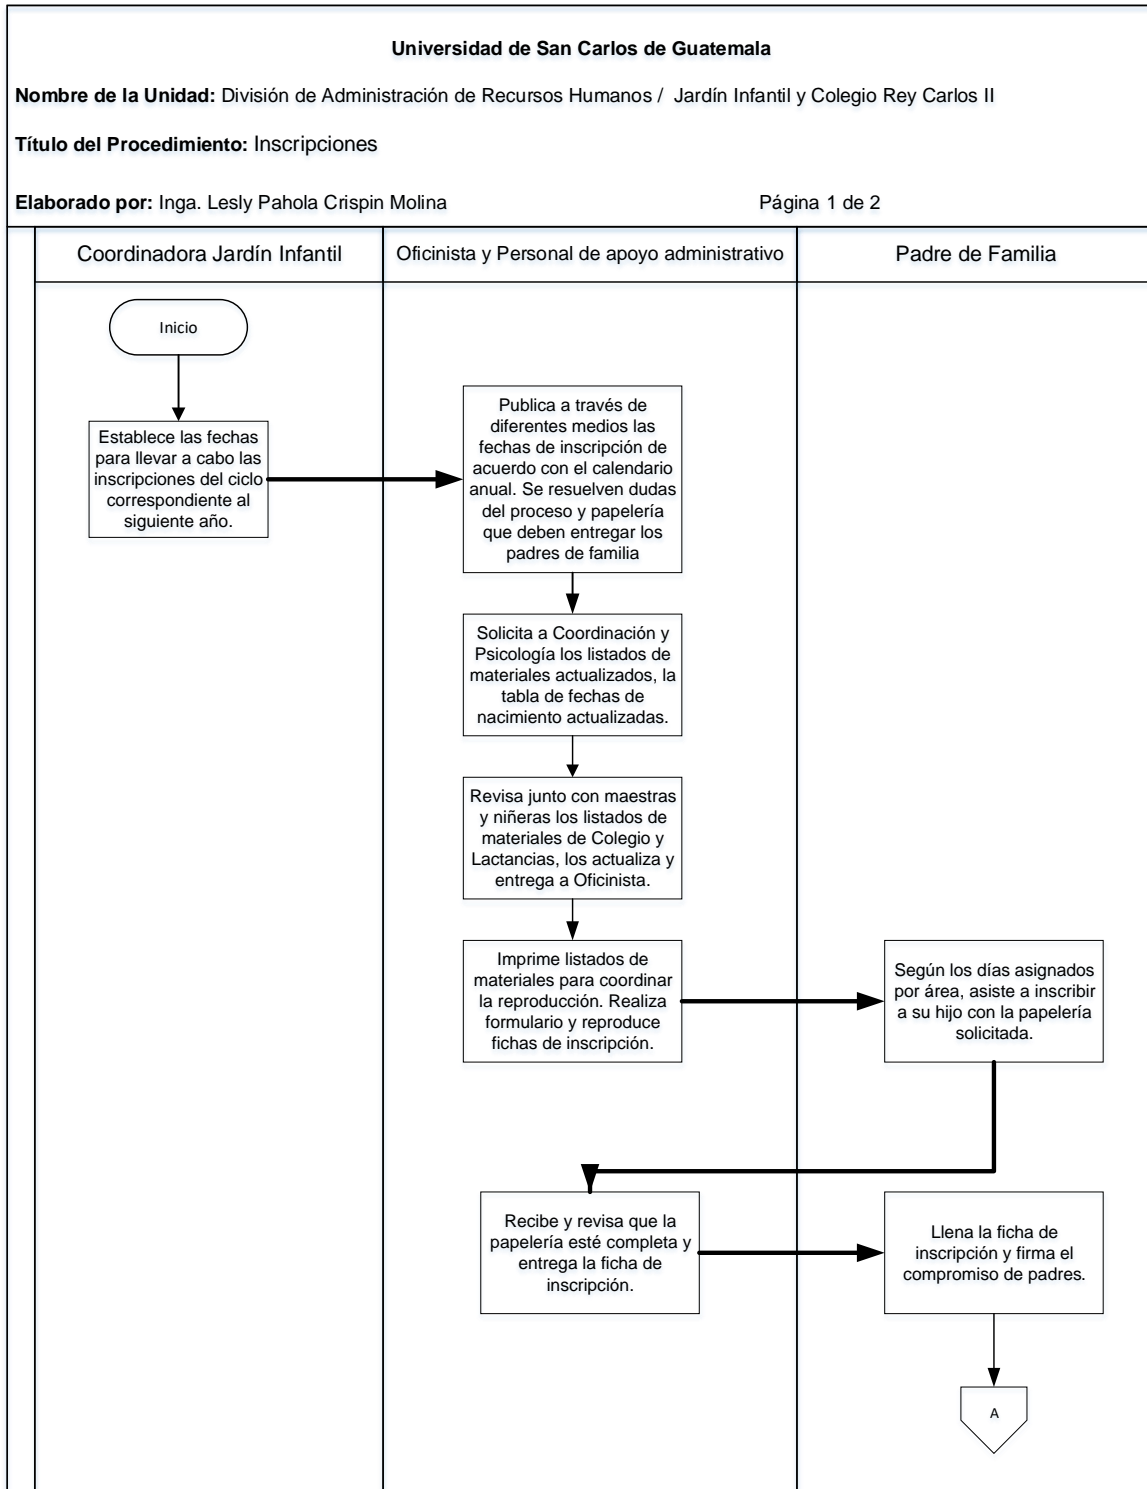 Universidad de San Carlos de Guatemala
Nombre de la Unidad: División de Administración de Recursos Humanos / Jardín Infantil y Colegio Rey Carlos II
Título del Procedimiento: Inscripciones
Elaborado por: Inga. Lesly Pahola Crispin Molina Página 1 de 2
Coordinadora Jardín Infantil
Oficinista y Personal de apoyo administrativo
Padre de Familia
Inicio
Establece las fechas
para llevar a cabo las
inscripciones del ciclo
correspondiente al
siguiente año.
Publica a través de
diferentes medios las
fechas de inscripción de
acuerdo con el calendario
anual. Se resuelven dudas
del proceso y papelería
que deben entregar los
padres de familia
Solicita a Coordinación y
Psicología los listados de
materiales actualizados, la
tabla de fechas de
nacimiento actualizadas.
Revisa junto con maestras
y niñeras los listados de
materiales de Colegio y
Lactancias, los actualiza y
entrega a Oficinista.
Imprime listados de
materiales para coordinar
la reproducción. Realiza
formulario y reproduce
fichas de inscripción.
Según los días asignados
por área, asiste a inscribir
a su hijo con la papelería
solicitada.
Recibe y revisa que la
papelería esté completa y
entrega la ficha de
inscripción.
Llena la ficha de
inscripción y firma el
compromiso de padres.
A